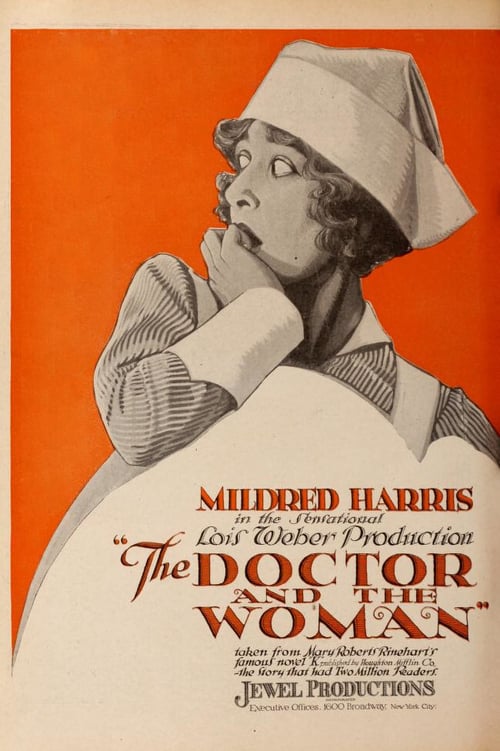 MILDRED HARRIS
in the Sensational
Lois Weber Production
"The DOCTOR
AND THE
WOMAN"
taken from Mary Roberts Rinehart's
famous novel "K", published by Houghton Mifflin Co.
-the Story that had Two Million Readers.
JEWEL PRODUCTIONS
Executive Offices, 1600 Broadway, New York City.